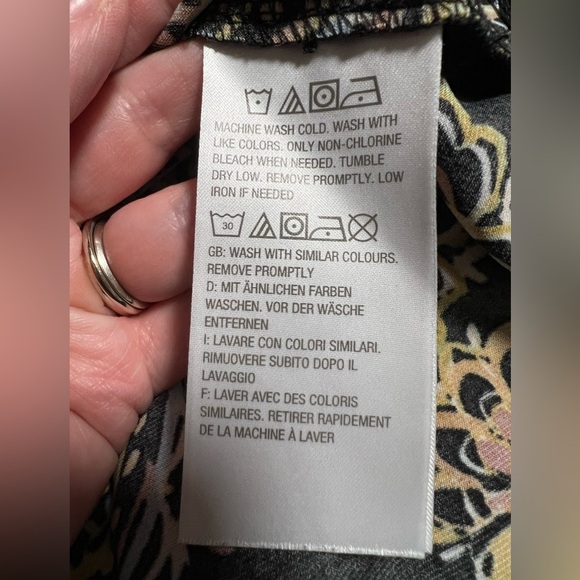 MACHINE WASH COLD. WASH WITH
LIKE COLORS. ONLY NON-CHLORINE
BLEACH WHEN NEEDED. TUMBLE
DRY LOW. REMOVE PROMPTLY. LOW
IRON IF NEEDED
30
GB: WASH WITH SIMILAR COLOURS.
REMOVE PROMPTLY
D: MIT ÄHNLICHEN FARBEN
WASCHEN. VOR DER WÄSCHE
ENTFERNEN
I: LAVARE CON COLORI SIMILARI.
RIMUOVERE SUBITO DOPO IL
LAVAGGIO
F: LAVER AVEC DES COLORIS
SIMILAIRES. RETIRER RAPIDEMENT
DE LA MACHINE À LAVER